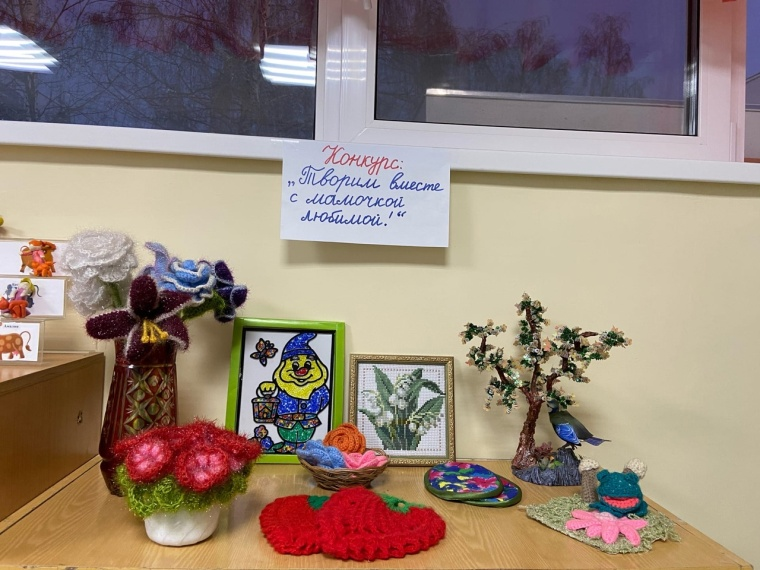 Конкурс:
„Творим вместе
с мамочкой
любимой!“